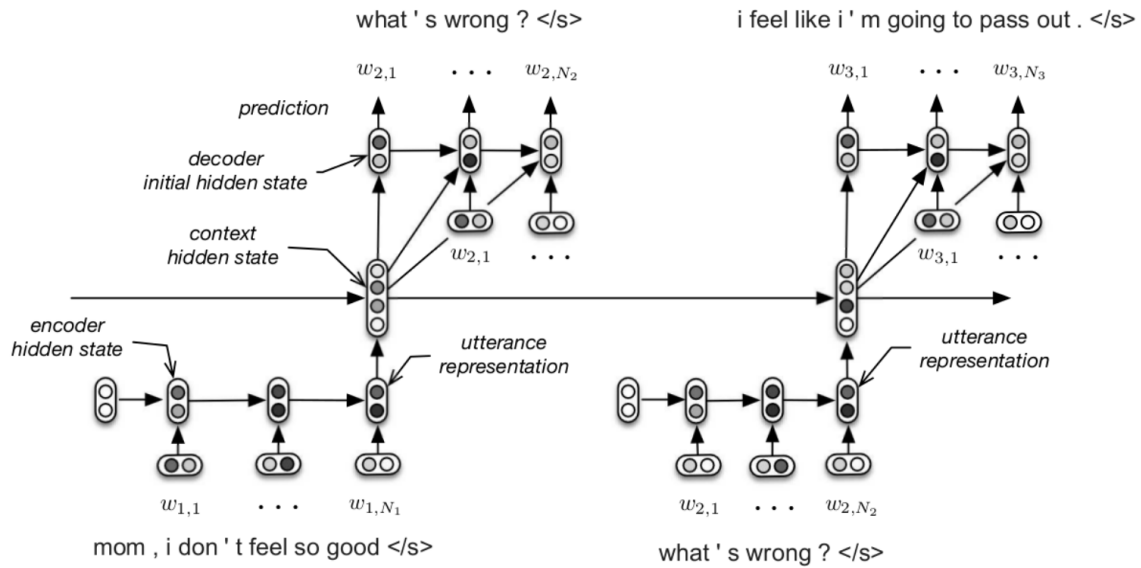 what ' s wrong ? </s>
i feel like i ' m going to pass out . </s>
w2,1 · · · w2,N2
w3,1 · · · w3,N3
prediction
decoder
initial hidden state
context
hidden state
w2,1 · · ·
w3,1 · · ·
encoder
hidden state
utterance
representation
utterance
representation
w1,1 · · · w1,N1
w2,1 · · · w2,N2
mom , i don ' t feel so good </s>
what ' s wrong ? </s>